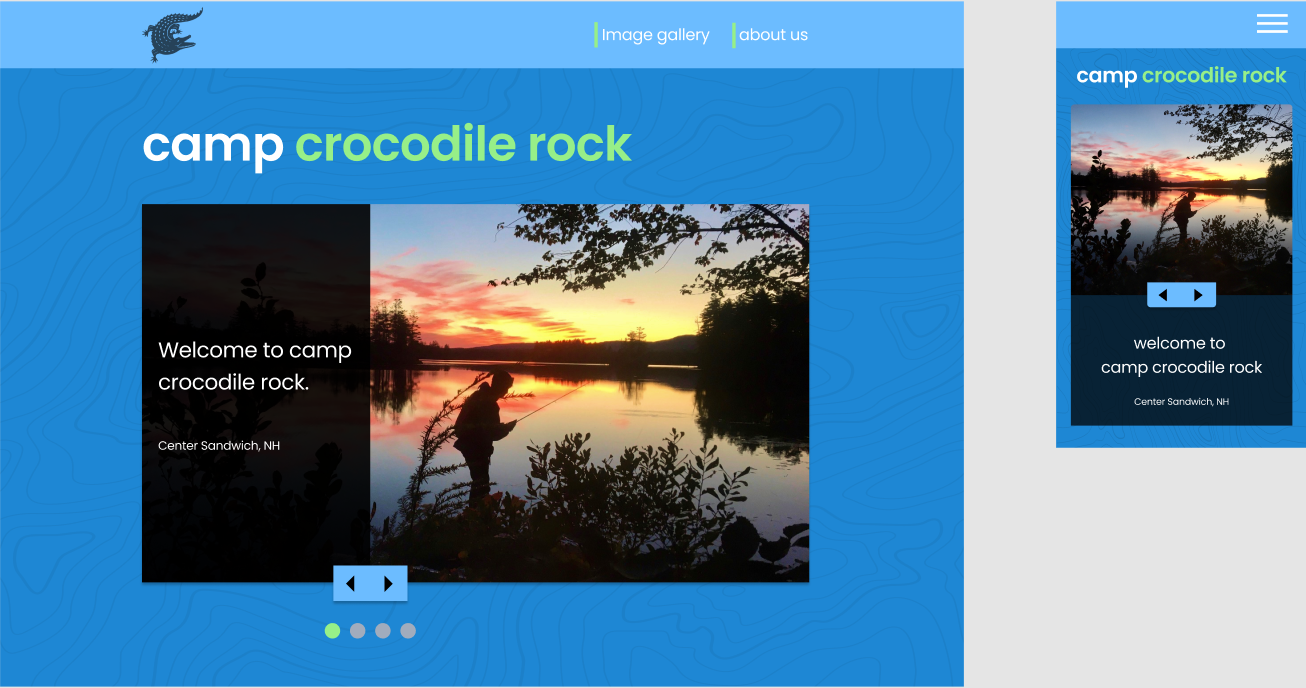 Image gallery
about us
camp crocodile rock
Welcome to camp
crocodile rock.
Center Sandwich, NH
camp crocodile rock
welcome to
camp crocodile rock
Center Sandwich, NH